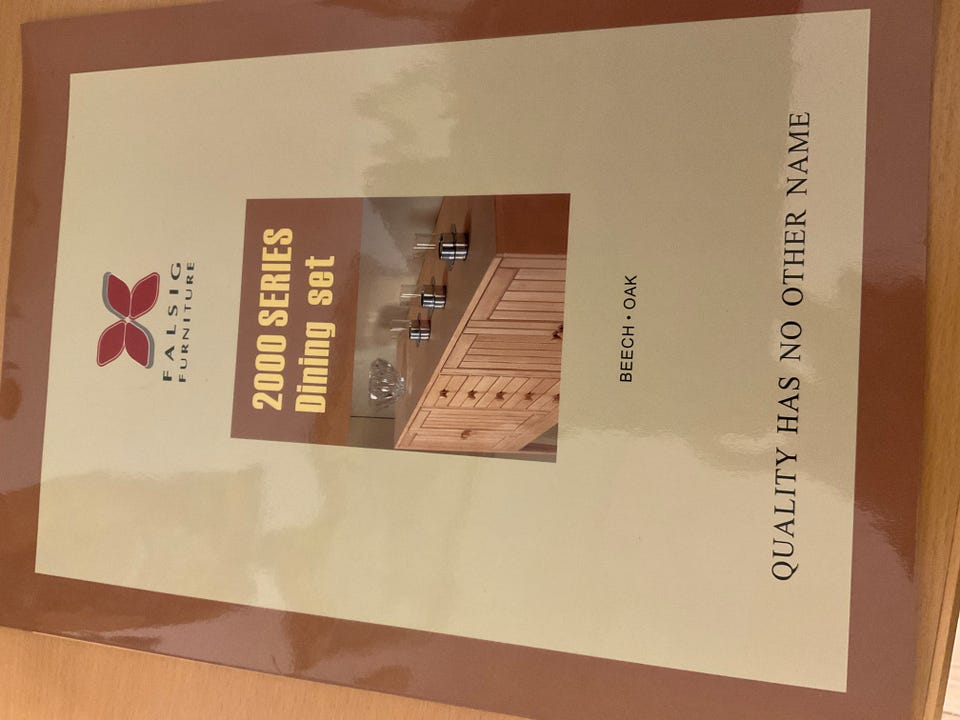 FALSIG
FURNITURE
2000 SERIES
Dining set
BEECH • OAK
QUALITY HAS NO OTHER NAME